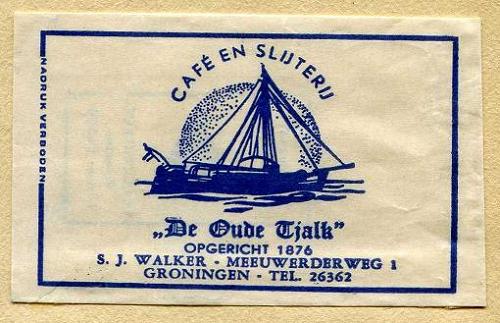 NADRUK VERBODEN
CAFÉ EN SLIJTERIJ
„De Oude Tjalk”
OPGERICHT 1876
S. J. WALKER - MEEUWERDERWEG 1
GRONINGEN - TEL. 26362